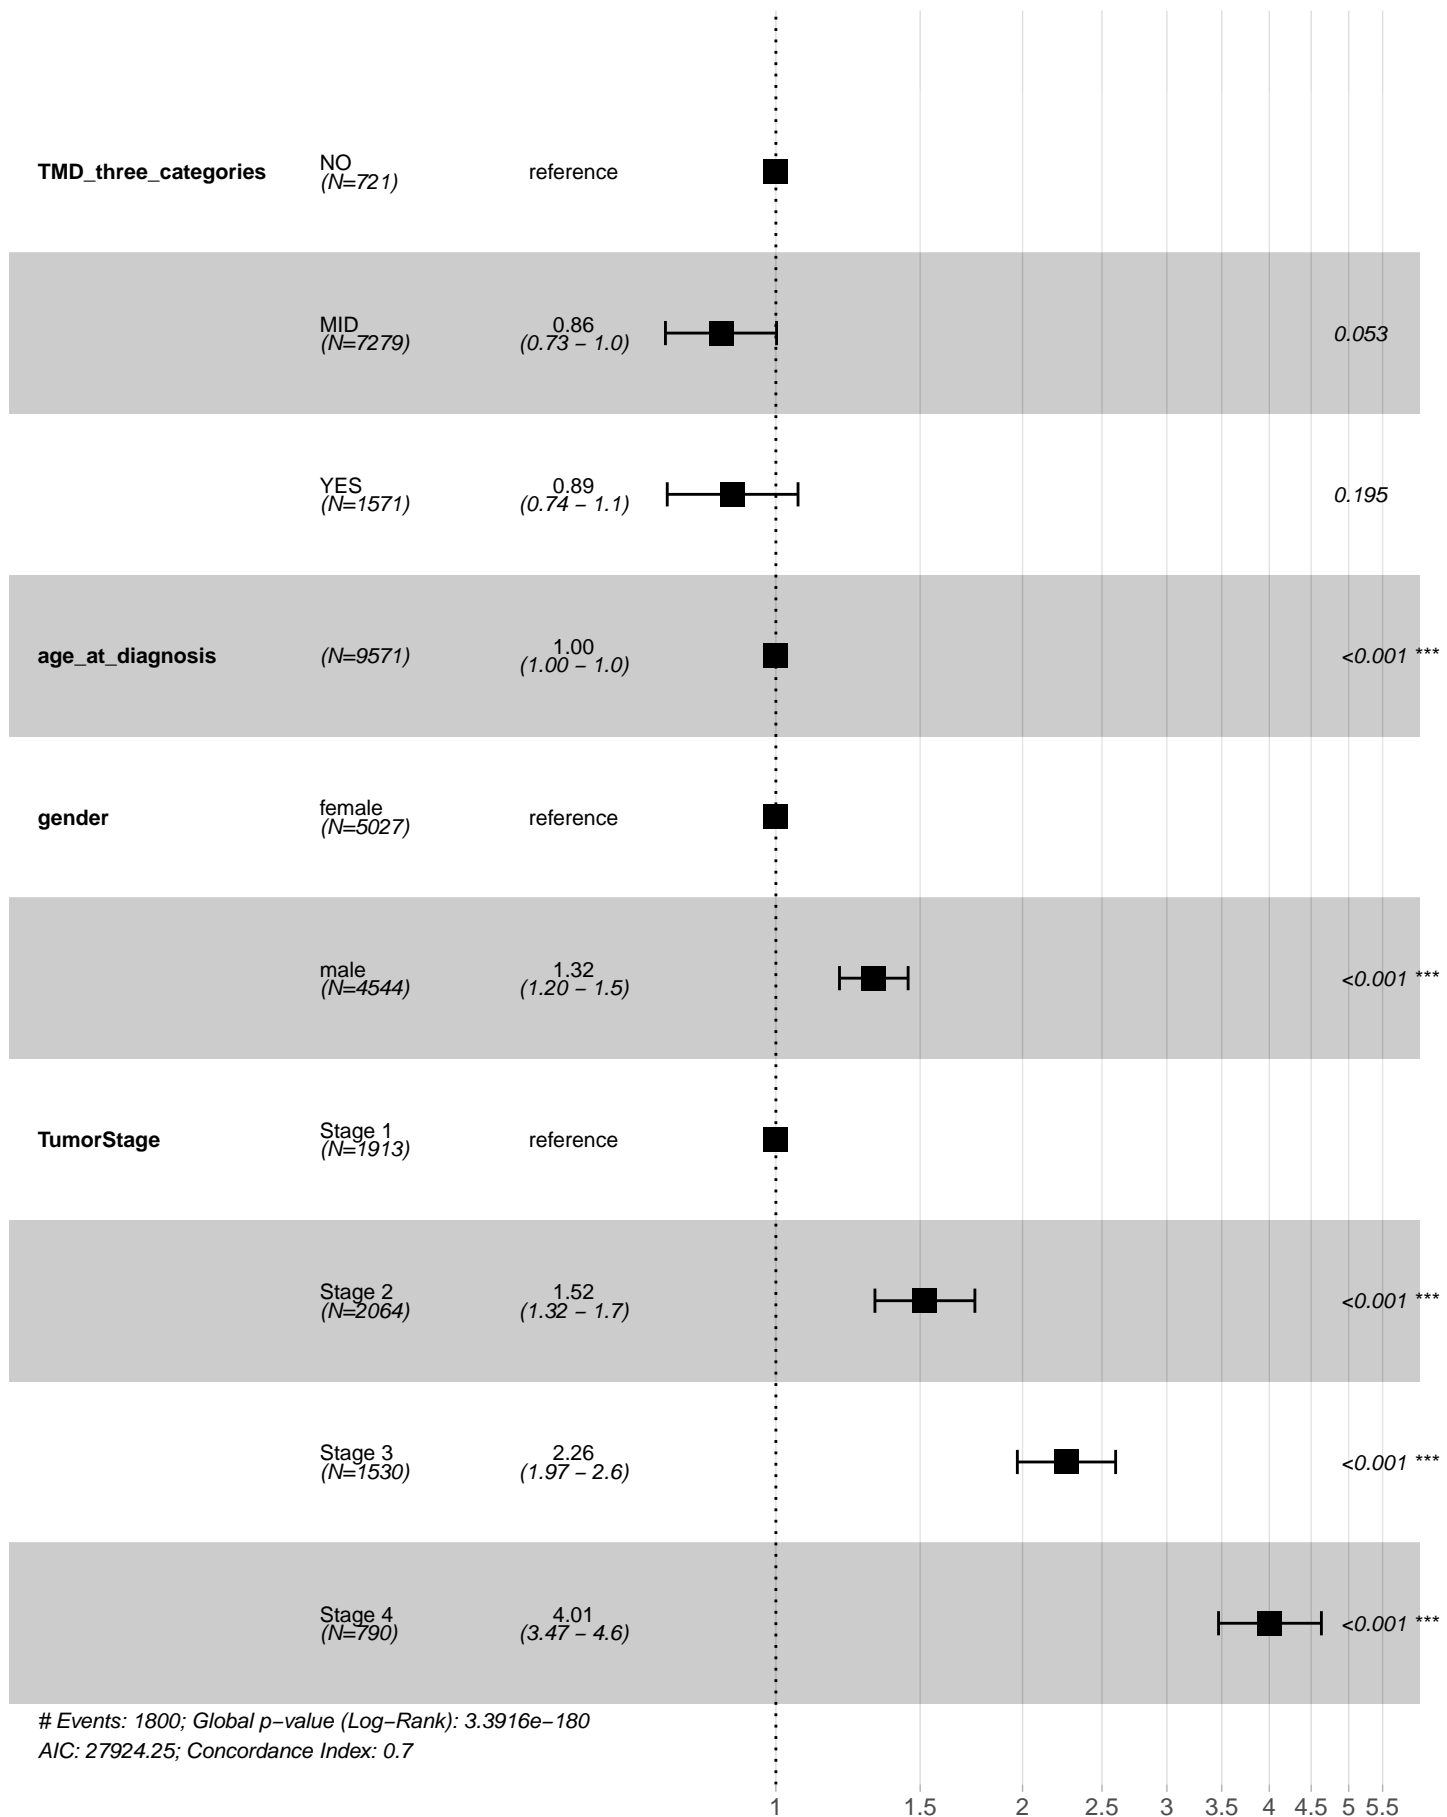 TMD_three_categories NO reference
(N=721)
MID 0.86
(N=7279) (0.73 − 1.0) 0.053
YES 0.89
(N=1571) (0.74 − 1.1) 0.195
age_at_diagnosis (N=9571) 1.00
(1.00 − 1.0) <0.001 ***
gender female reference
(N=5027)
male 1.32
(N=4544) (1.20 − 1.5) <0.001 ***
TumorStage Stage 1 reference
(N=1913)
Stage 2 1.52
(N=2064) (1.32 − 1.7) <0.001 ***
Stage 3 2.26
(N=1530) (1.97 − 2.6) <0.001 ***
Stage 4 4.01
(N=790) (3.47 − 4.6) <0.001 ***
# Events: 1800; Global p−value (Log−Rank): 3.3916e−180
AIC: 27924.25; Concordance Index: 0.7
1 1.5 2 2.5 3 3.5 4 4.5 5 5.5